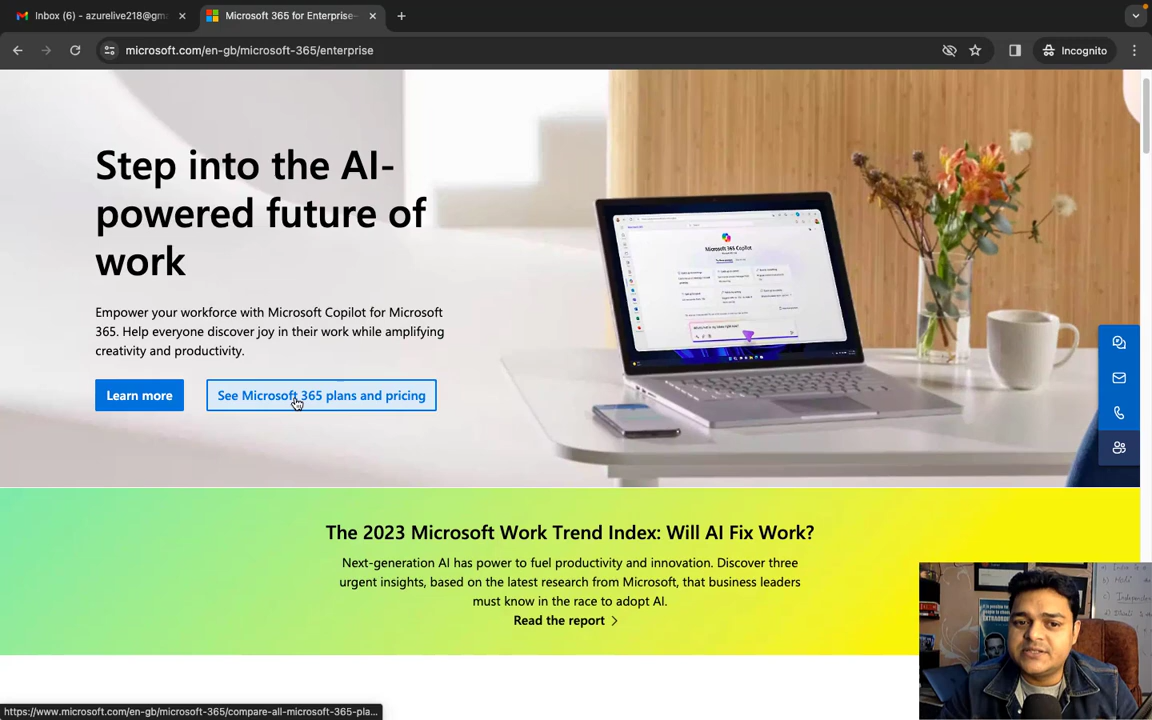 Inbox (6) - azurelive218@gm
Microsoft 365 for Enterprise-
microsoft.com/en-gb/microsoft-365/enterprise
Incognito
Step into the AI-
powered future of
work
Empower your workforce with Microsoft Copilot for Microsoft
365. Help everyone discover joy in their work while amplifying
creativity and productivity.
Learn more
See Microsoft 365 plans and pricing
Microsoft 365 Copilot
The 2023 Microsoft Work Trend Index: Will AI Fix Work?
Next-generation AI has power to fuel productivity and innovation. Discover three
urgent insights, based on the latest research from Microsoft, that business leaders
must know in the race to adopt AI.
Read the report
EXTRAORDINARY
https://www.microsoft.com/en-gb/microsoft-365/compare-all-microsoft-365-pla...